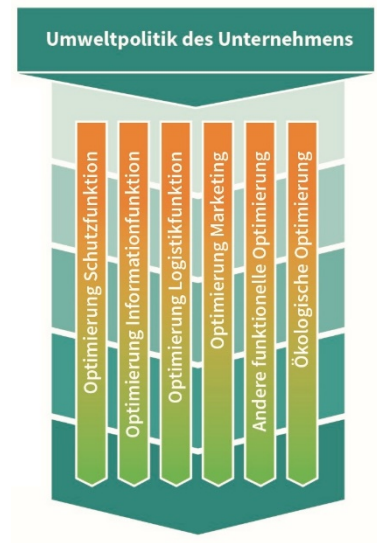 Umweltpolitik des Unternehmens
Optimierung Schutzfunktion
Optimierung Informationfunktion
Optimierung Logistikfunktion
Optimierung Marketing
Andere funktionelle Optimierung
Ökologische Optimierung